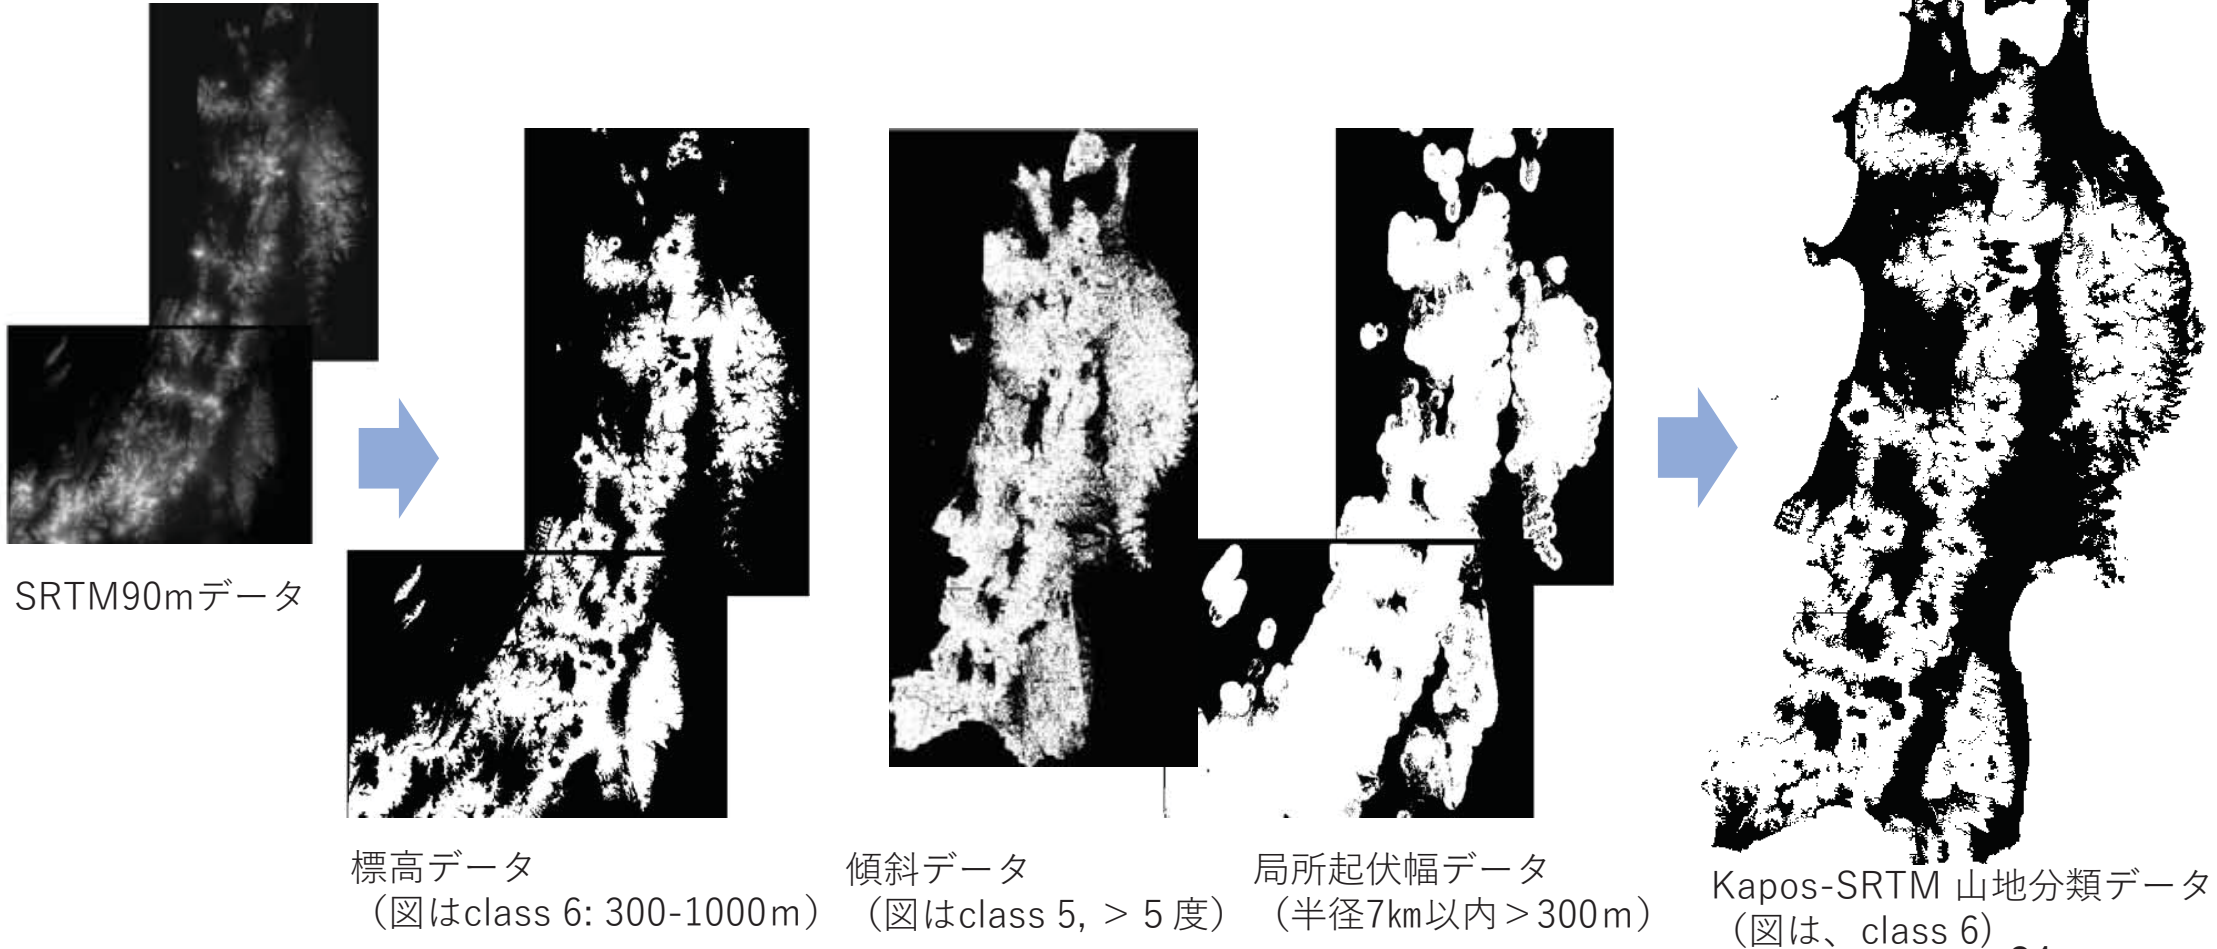 SRTM90mデータ
標高データ
（図はclass 6: 300-1000m）
傾斜データ
（図はclass 5, ＞５度）
局所起伏幅データ
（半径7㎞以内＞300m）
Kapos-SRTM 山地分類データ
（図は、class 6）